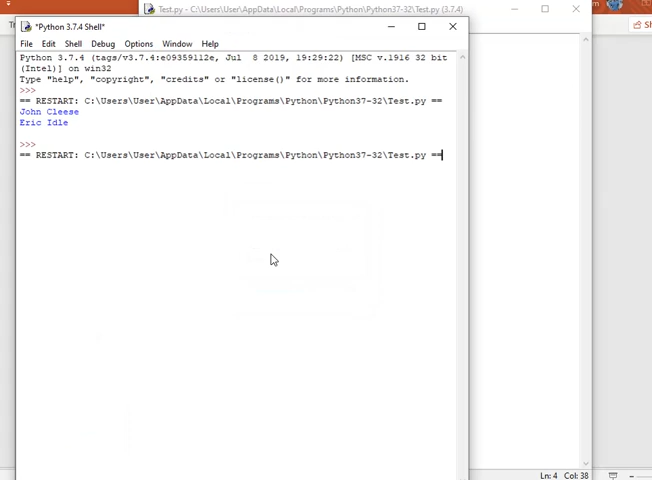 Test.py - C:\Users\User\AppData\Local\Programs\Python\Python37-32\Test.py (3.7.4)
*Python 3.7.4 Shell*
File Edit Shell Debug Options Window Help
Python 3.7.4 (tags/v3.7.4:e09359112e, Jul 8 2019, 19:29:22) [MSC v.1916 32 bit
(Intel)] on win32
Type "help", "copyright", "credits" or "license()" for more information.
>>>
== RESTART: C:\Users\User\AppData\Local\Programs\Python\Python37-32\Test.py ==
John Cleese
Eric Idle
>>>
== RESTART: C:\Users\User\AppData\Local\Programs\Python\Python37-32\Test.py ==
Ln: 4 Col: 38